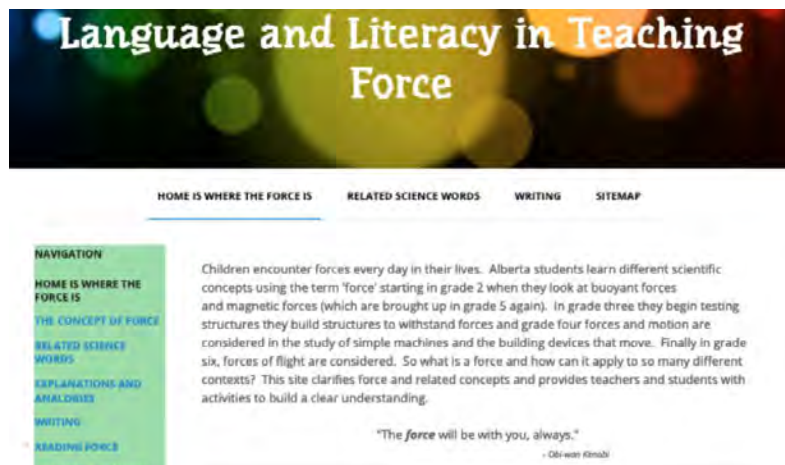 Language and Literacy in Teaching
Force
HOME IS WHERE THE FORCE IS RELATED SCIENCE WORDS WRITING SITEMAP
NAVIGATION
HOME IS WHERE THE
FORCE IS
THE CONCEPT OF FORCE
RELATED SCIENCE
WORDS
EXPLANATIONS AND
ANALOGIES
WRITING
READING FORCE
Children encounter forces every day in their lives. Alberta students learn different scientific
concepts using the term 'force' starting in grade 2 when they look at buoyant forces
and magnetic forces (which are brought up in grade 5 again). In grade three they begin testing
structures they build structures to withstand forces and grade four forces and motion are
considered in the study of simple machines and the building devices that move. Finally in grade
six, forces of flight are considered. So what is a force and how can it apply to so many different
contexts? This site clarifies force and related concepts and provides teachers and students with
activities to build a clear understanding.
"The force will be with you, always."
- Obi-wan Kenobi